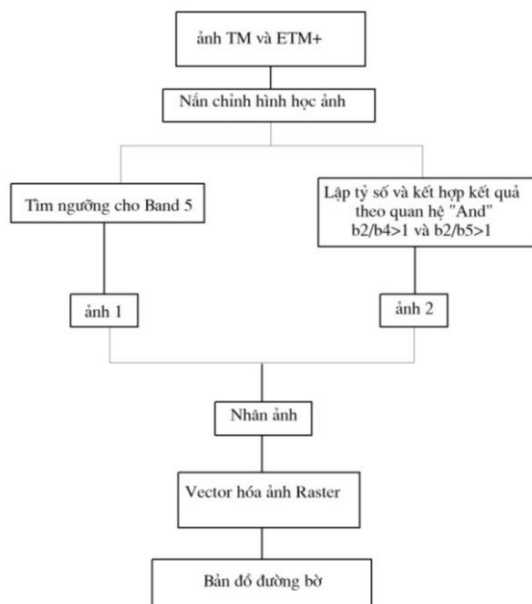 ảnh TM và ETM+
Nắn chỉnh hình học ảnh
Tìm ngưỡng cho Band 5
Lập tỷ số và kết hợp kết quả
theo quan hệ "And"
b2/b4>1 và b2/b5>1
ảnh 1
ảnh 2
Nhân ảnh
Vector hóa ảnh Raster
Bản đồ đường bờ